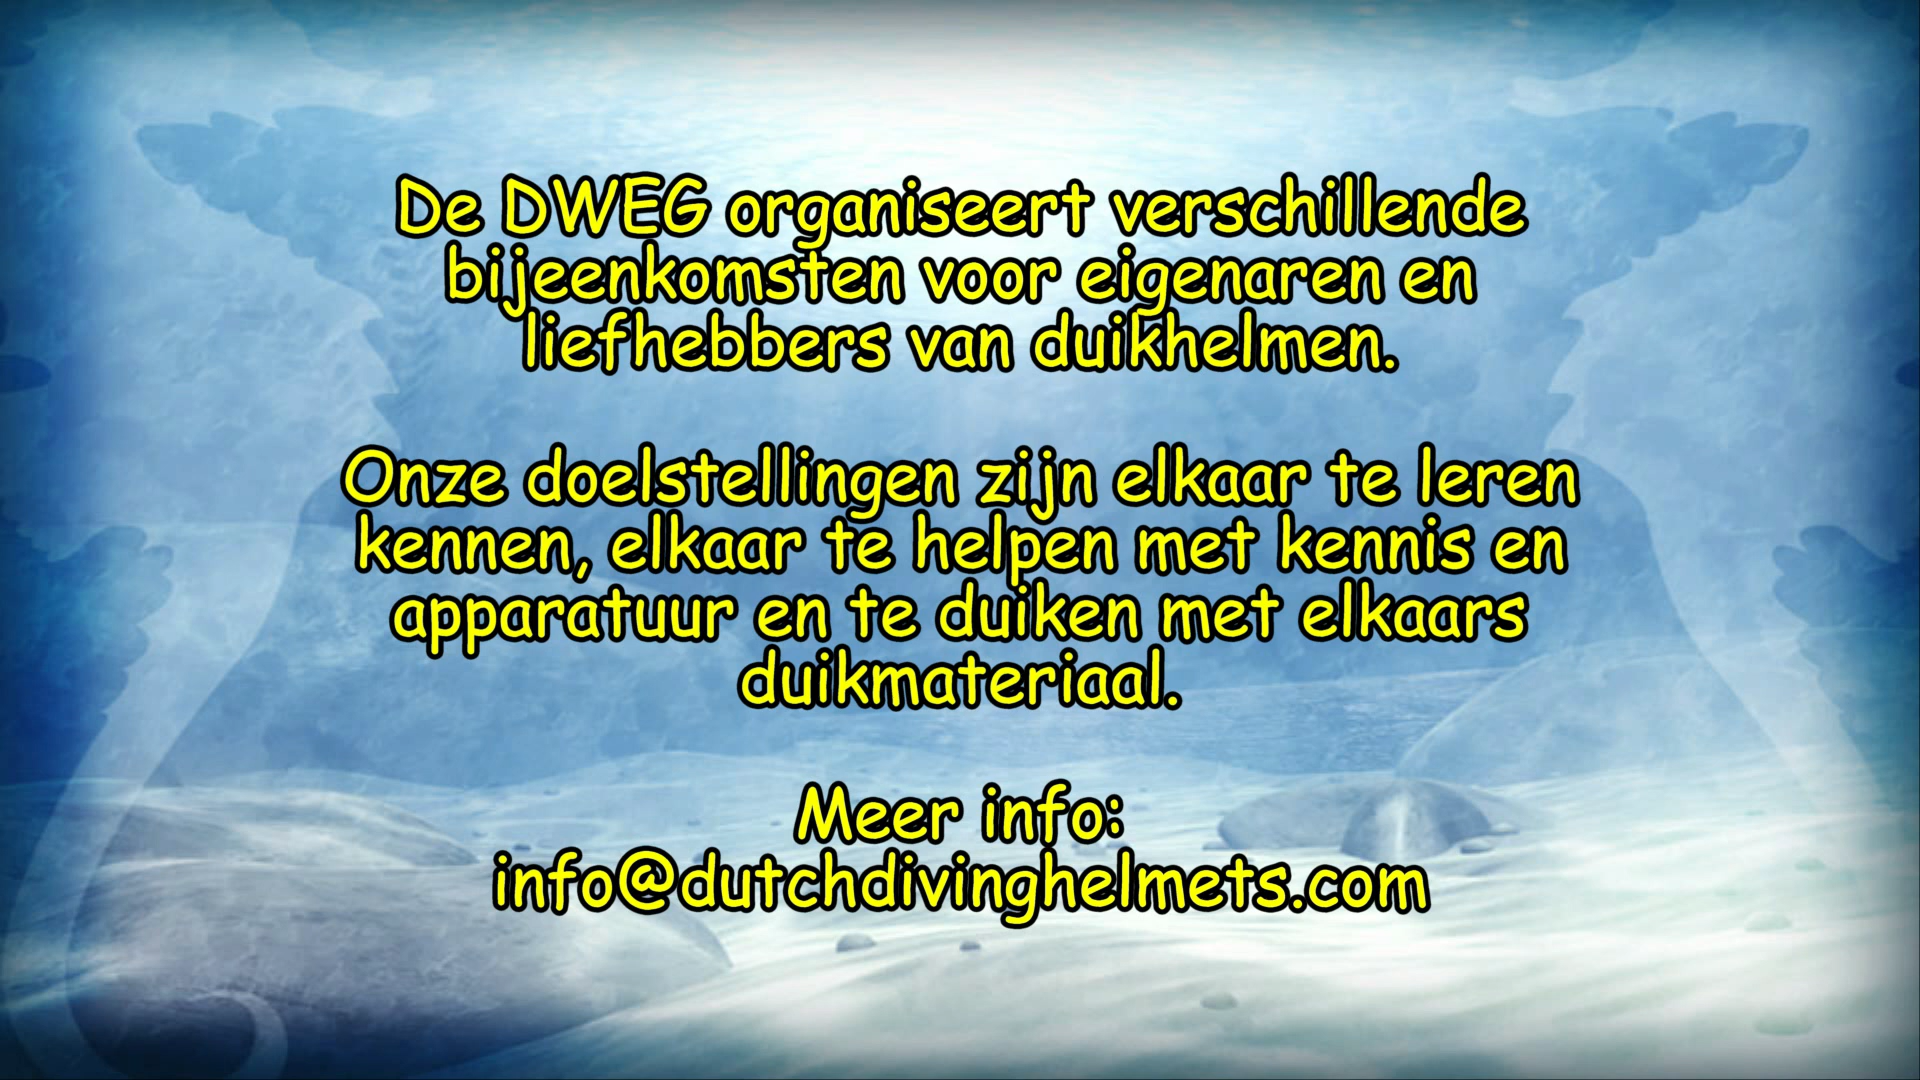 De DWEG organiseert verschillende
bijeenkomsten voor eigenaren en
liefhebbers van duikhelmen.
Onze doelstellingen zijn elkaar te leren
kennen, elkaar te helpen met kennis en
apparatuur en te duiken met elkaars
duikmateriaal.
Meer info:
info@dutchdivinghelmets.com